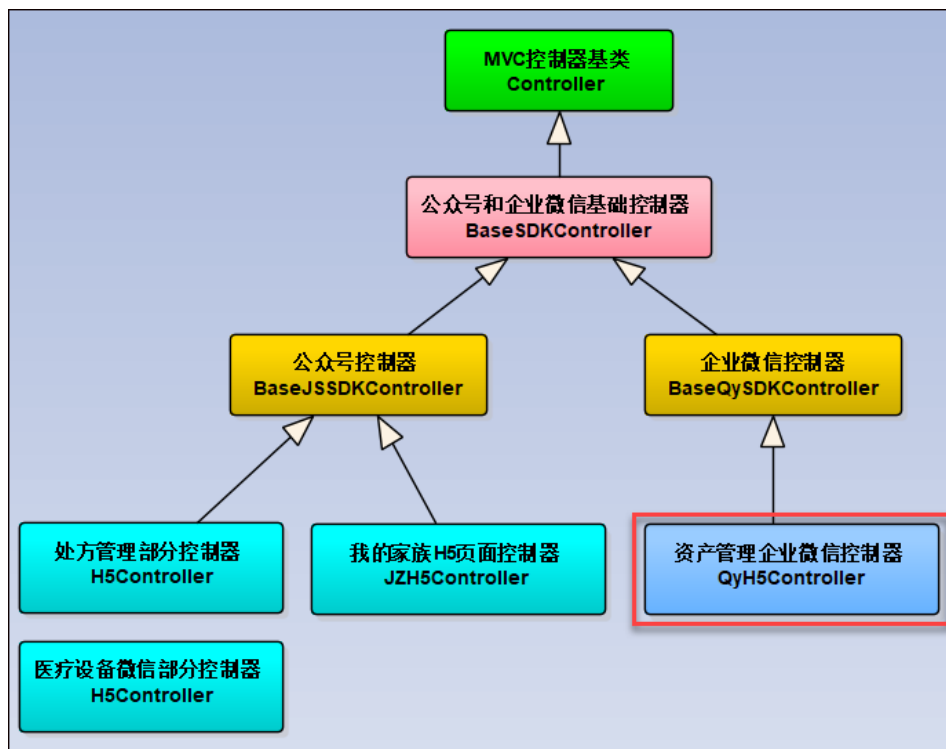 MVC控制器基类
Controller
公众号和企业微信基础控制器
BaseSDKController
公众号控制器
BaseJSSDKController
企业微信控制器
BaseQySDKController
处方管理部分控制器
H5Controller
我的家族H5页面控制器
JZH5Controller
资产管理企业微信控制器
QyH5Controller
医疗设备微信部分控制器
H5Controller